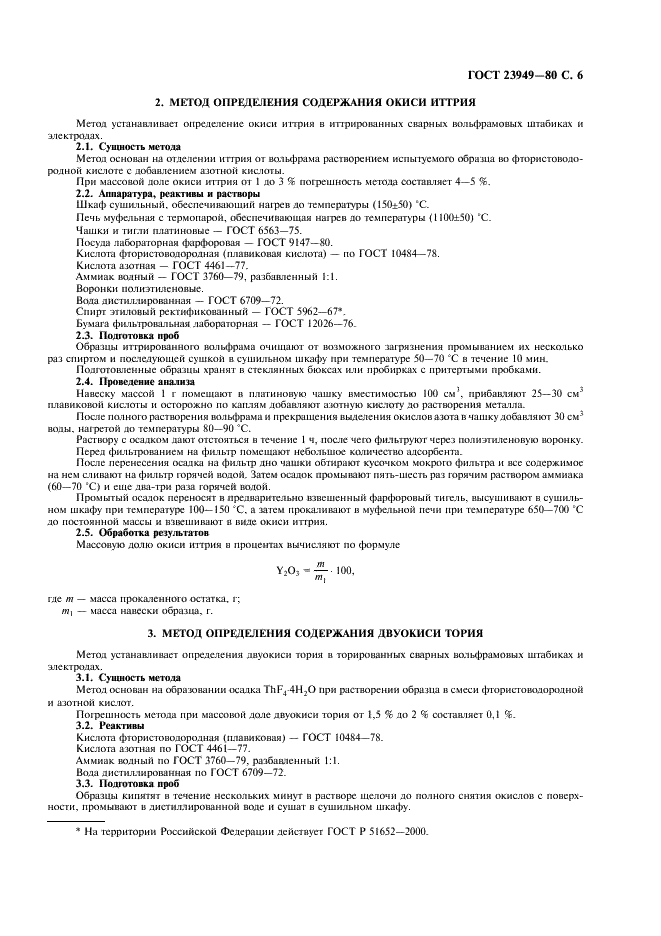 ГОСТ 23949—80 С. 6
2. МЕТОД ОПРЕДЕЛЕНИЯ СОДЕРЖАНИЯ ОКИСИ ИТТРИЯ
Метод устанавливает определение окиси иттрия в иттрированных сварных вольфрамовых штабиках и
электродах.
2.1. Сущность метода
Метод основан на отделении иттрия от вольфрама растворением испытуемого образца во фтористоводо-
родной кислоте с добавлением азотной кислоты.
При массовой доле окиси иттрия от 1 до 3 % погрешность метода составляет 4—5 %.
2.2. Аппаратура, реактивы и растворы
Шкаф сушильный, обеспечивающий нагрев до температуры (150±50) °С.
Печь муфельная с термопарой, обеспечивающая нагрев до температуры (1100±50) °С.
Чашки и тигли платиновые — ГОСТ 6563—75.
Посуда лабораторная фарфоровая — ГОСТ 9147—80.
Кислота фтористоводородная (плавиковая кислота) — по ГОСТ 10484—78.
Кислота азотная — ГОСТ 4461—77.
Аммиак водный — ГОСТ 3760—79, разбавленный 1:1.
Воронки полиэтиленовые.
Вода дистиллированная — ГОСТ 6709—72.
Спирт этиловый ректификованный — ГОСТ 5962—67*.
Бумага фильтровальная лабораторная — ГОСТ 12026—76.
2.3. Подготовка проб
Образцы иттрированного вольфрама очищают от возможного загрязнения промыванием их несколько
раз спиртом и последующей сушкой в сушильном шкафу при температуре 50—70 °С в течение 10 мин.
Подготовленные образцы хранят в стеклянных бюксах или пробирках с притертыми пробками.
2.4. Проведение анализа
Навеску массой 1 г помещают в платиновую чашку вместимостью 100 см³, прибавляют 25—30 см³
плавиковой кислоты и осторожно по каплям добавляют азотную кислоту до растворения металла.
После полного растворения вольфрама и прекращения выделения окислов азота в чашку добавляют 30 см³
воды, нагретой до температуры 80—90 °С.
Раствору с осадком дают отстояться в течение 1 ч, после чего фильтруют через полиэтиленовую воронку.
Перед фильтрованием на фильтр помещают небольшое количество адсорбента.
После перенесения осадка на фильтр дно чашки обтирают кусочком мокрого фильтра и все содержимое
на нем сливают на фильтр горячей водой. Затем осадок промывают пять-шесть раз горячим раствором аммиака
(60—70 °С) и еще два-три раза горячей водой.
Промытый осадок переносят в предварительно взвешенный фарфоровый тигель, высушивают в сушиль-
ном шкафу при температуре 100—150 °С, а затем прокаливают в муфельной печи при температуре 650—700 °С
до постоянной массы и взвешивают в виде окиси иттрия.
2.5. Обработка результатов
Массовую долю окиси иттрия в процентах вычисляют по формуле
Y₂O₃ = m/m₁ · 100,
где m — масса прокаленного остатка, г;
m₁ — масса навески образца, г.
3. МЕТОД ОПРЕДЕЛЕНИЯ СОДЕРЖАНИЯ ДВУОКИСИ ТОРИЯ
Метод устанавливает определения двуокиси тория в торированных сварных вольфрамовых штабиках и
электродах.
3.1. Сущность метода
Метод основан на образовании осадка ThF₄·4H₂O при растворении образца в смеси фтористоводородной
и азотной кислот.
Погрешность метода при массовой доле двуокиси тория от 1,5 % до 2 % составляет 0,1 %.
3.2. Реактивы
Кислота фтористоводородная (плавиковая) — ГОСТ 10484—78.
Кислота азотная по ГОСТ 4461—77.
Аммиак водный по ГОСТ 3760—79, разбавленный 1:1.
Вода дистиллированная по ГОСТ 6709—72.
3.3. Подготовка проб
Образцы кипятят в течение нескольких минут в растворе щелочи до полного снятия окислов с поверх-
ности, промывают в дистиллированной воде и сушат в сушильном шкафу.
* На территории Российской Федерации действует ГОСТ Р 51652—2000.